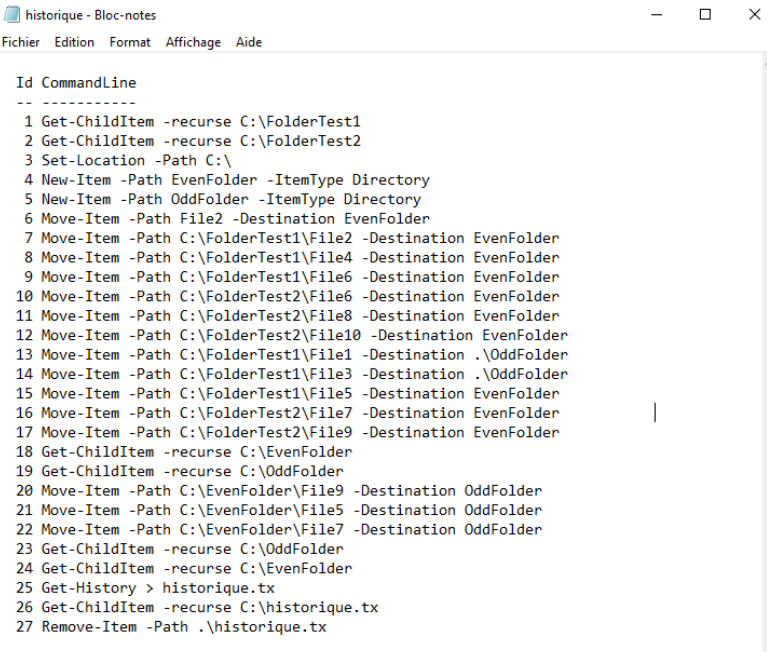 historique - Bloc-notes
Fichier Edition Format Affichage Aide
Id CommandLine
-- -----------
1 Get-ChildItem -recurse C:\FolderTest1
2 Get-ChildItem -recurse C:\FolderTest2
3 Set-Location -Path C:\
4 New-Item -Path EvenFolder -ItemType Directory
5 New-Item -Path OddFolder -ItemType Directory
6 Move-Item -Path File2 -Destination EvenFolder
7 Move-Item -Path C:\FolderTest1\File2 -Destination EvenFolder
8 Move-Item -Path C:\FolderTest1\File4 -Destination EvenFolder
9 Move-Item -Path C:\FolderTest1\File6 -Destination EvenFolder
10 Move-Item -Path C:\FolderTest2\File6 -Destination EvenFolder
11 Move-Item -Path C:\FolderTest2\File8 -Destination EvenFolder
12 Move-Item -Path C:\FolderTest2\File10 -Destination EvenFolder
13 Move-Item -Path C:\FolderTest1\File1 -Destination .\OddFolder
14 Move-Item -Path C:\FolderTest1\File3 -Destination .\OddFolder
15 Move-Item -Path C:\FolderTest1\File5 -Destination EvenFolder
16 Move-Item -Path C:\FolderTest2\File7 -Destination EvenFolder
17 Move-Item -Path C:\FolderTest2\File9 -Destination EvenFolder
18 Get-ChildItem -recurse C:\EvenFolder
19 Get-ChildItem -recurse C:\OddFolder
20 Move-Item -Path C:\EvenFolder\File9 -Destination OddFolder
21 Move-Item -Path C:\EvenFolder\File5 -Destination OddFolder
22 Move-Item -Path C:\EvenFolder\File7 -Destination OddFolder
23 Get-ChildItem -recurse C:\OddFolder
24 Get-ChildItem -recurse C:\EvenFolder
25 Get-History > historique.tx
26 Get-ChildItem -recurse C:\historique.tx
27 Remove-Item -Path .\historique.tx